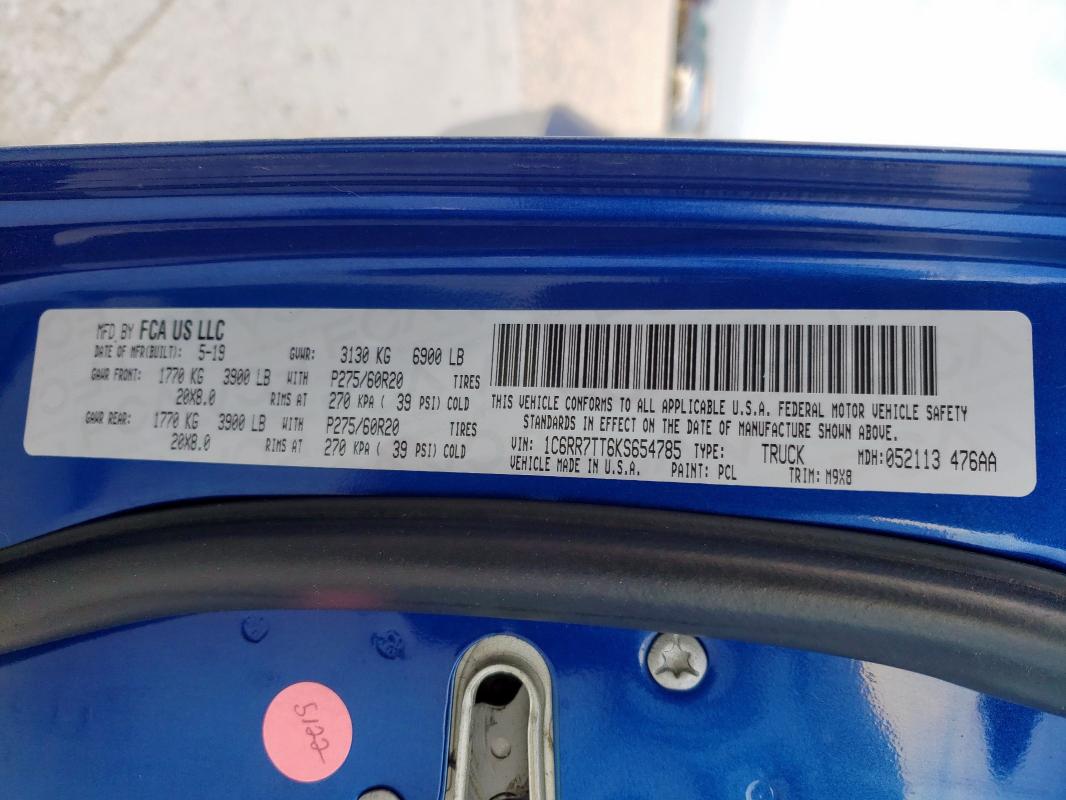 MFD BY FCA US LLC
DATE OF MFR(BUILT): 5-19 GVWR: 3130 KG 6900 LB
GAWR FRONT: 1770 KG 3900 LB WITH P275/60R20 TIRES
20X8.0 RIMS AT 270 KPA ( 39 PSI) COLD
GAWR REAR: 1770 KG 3900 LB WITH P275/60R20 TIRES
20X8.0 RIMS AT 270 KPA ( 39 PSI) COLD
THIS VEHICLE CONFORMS TO ALL APPLICABLE U.S.A. FEDERAL MOTOR VEHICLE SAFETY
STANDARDS IN EFFECT ON THE DATE OF MANUFACTURE SHOWN ABOVE.
VIN: 1C6RR7TT6KS654785 TYPE: TRUCK MDH:052113 476AA
VEHICLE MADE IN U.S.A. PAINT: PCL TRIM: M9X8
5122